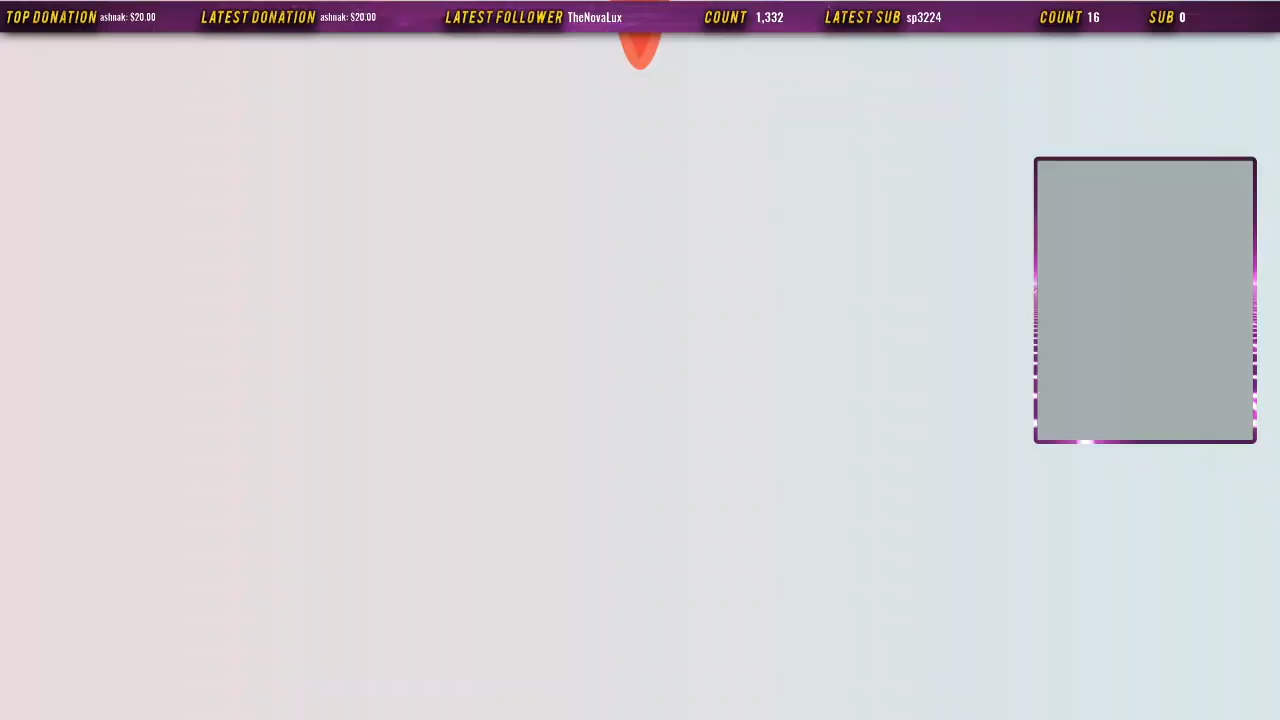 TOP DONATION ashnak: $20.00 LATEST DONATION ashnak: $20.00 LATEST FOLLOWER TheNovaLux COUNT 1,332 LATEST SUB sp3224 COUNT 16 SUB 0